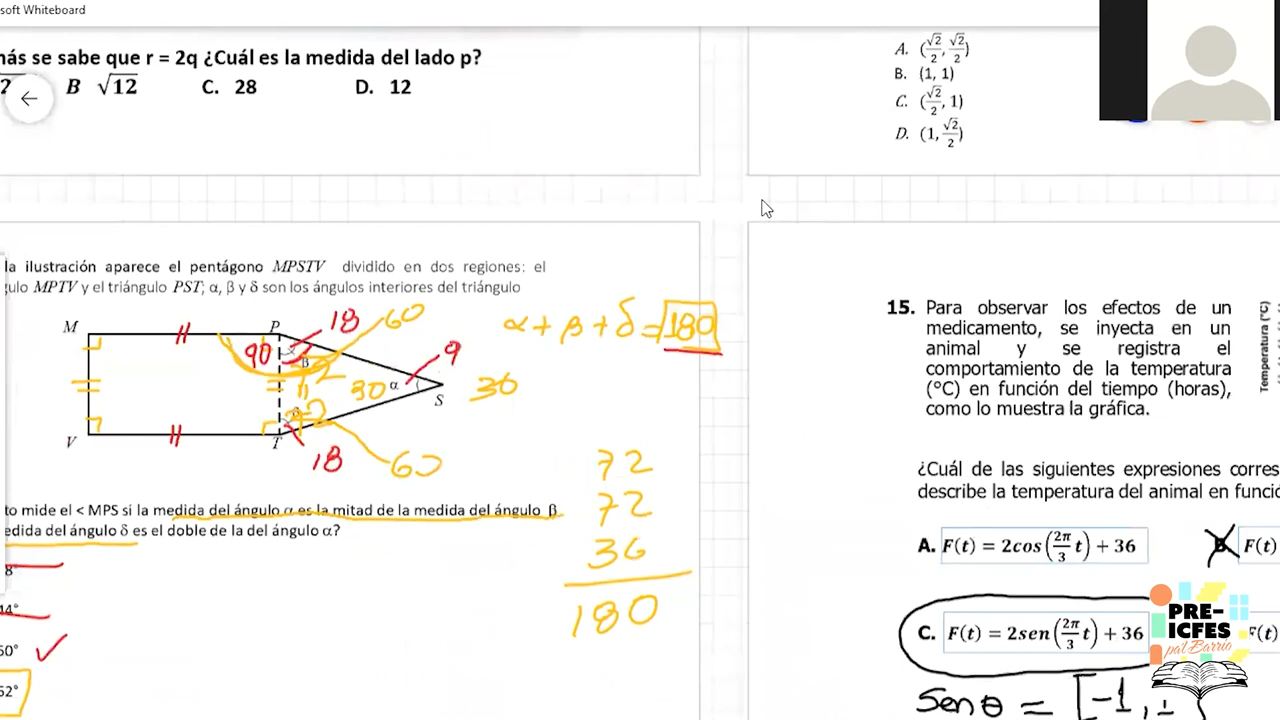 soft Whiteboard
más se sabe que r = 2q ¿Cuál es la medida del lado p?
B √12 C. 28 D. 12
A. (√2/2, √2/2)
B. (1, 1)
C. (√2/2, 1)
D. (1, √2/2)
la ilustración aparece el pentágono MPSTV dividido en dos regiones: el
gulo MPTV y el triángulo PST; α, β y δ son los ángulos interiores del triángulo
M P 18 60
90 β 9
72
30 α 36
S
V T
18 60
α + β + δ = 180
72
72
36
180
to mide el < MPS si la medida del ángulo α es la mitad de la medida del ángulo β
edida del ángulo δ es el doble de la del ángulo α?
8°
44°
60°
62°
15. Para observar los efectos de un
medicamento, se inyecta en un
animal y se registra el
comportamiento de la temperatura
(°C) en función del tiempo (horas),
como lo muestra la gráfica.
Temperatura (°C)
¿Cuál de las siguientes expresiones corres
describe la temperatura del animal en funció
A. F(t) = 2cos(2π/3 t) + 36
B F(t)
C. F(t) = 2sen(2π/3 t) + 36
F(t)
Sen θ = [-1, 1
PRE-
ICFES
pal Barrio